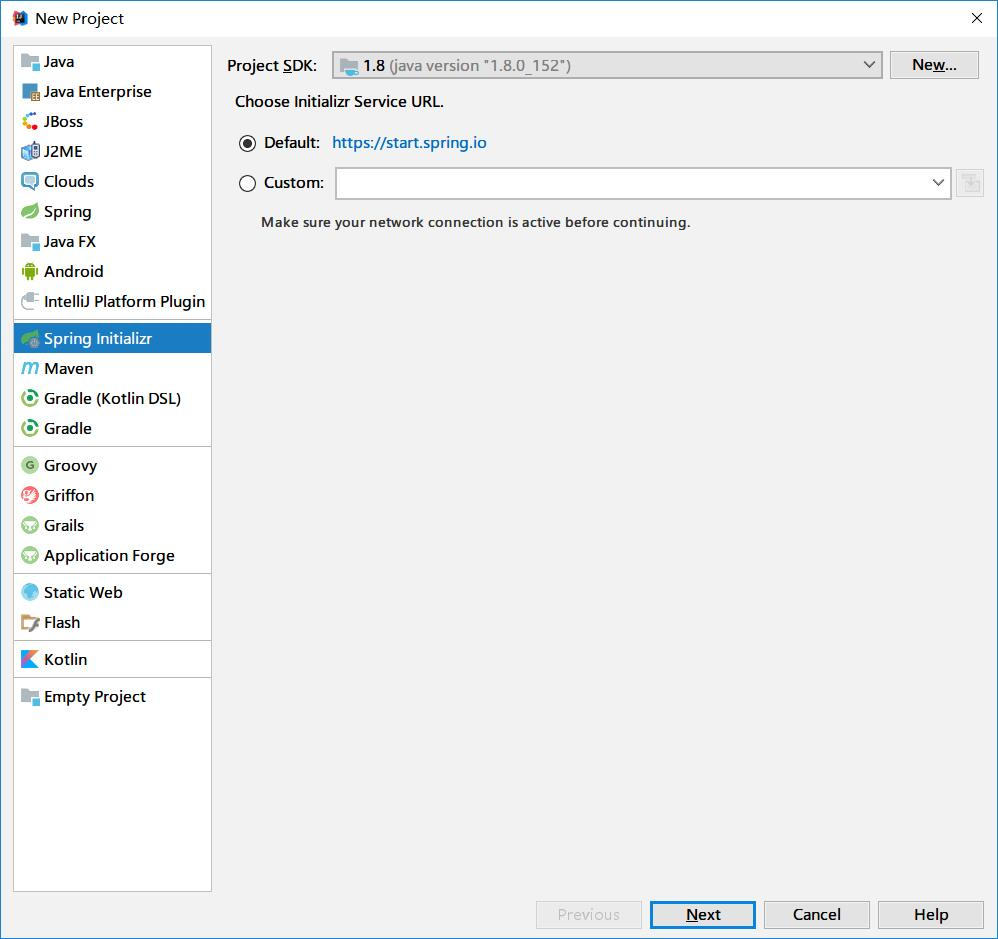 New Project
Java
Java Enterprise
JBoss
J2ME
Clouds
Spring
Java FX
Android
IntelliJ Platform Plugin
Spring Initializr
Maven
Gradle (Kotlin DSL)
Gradle
Groovy
Griffon
Grails
Application Forge
Static Web
Flash
Kotlin
Empty Project
Project SDK: 1.8 (java version "1.8.0_152") New...
Choose Initializr Service URL.
Default: https://start.spring.io
Custom:
Make sure your network connection is active before continuing.
Previous Next Cancel Help